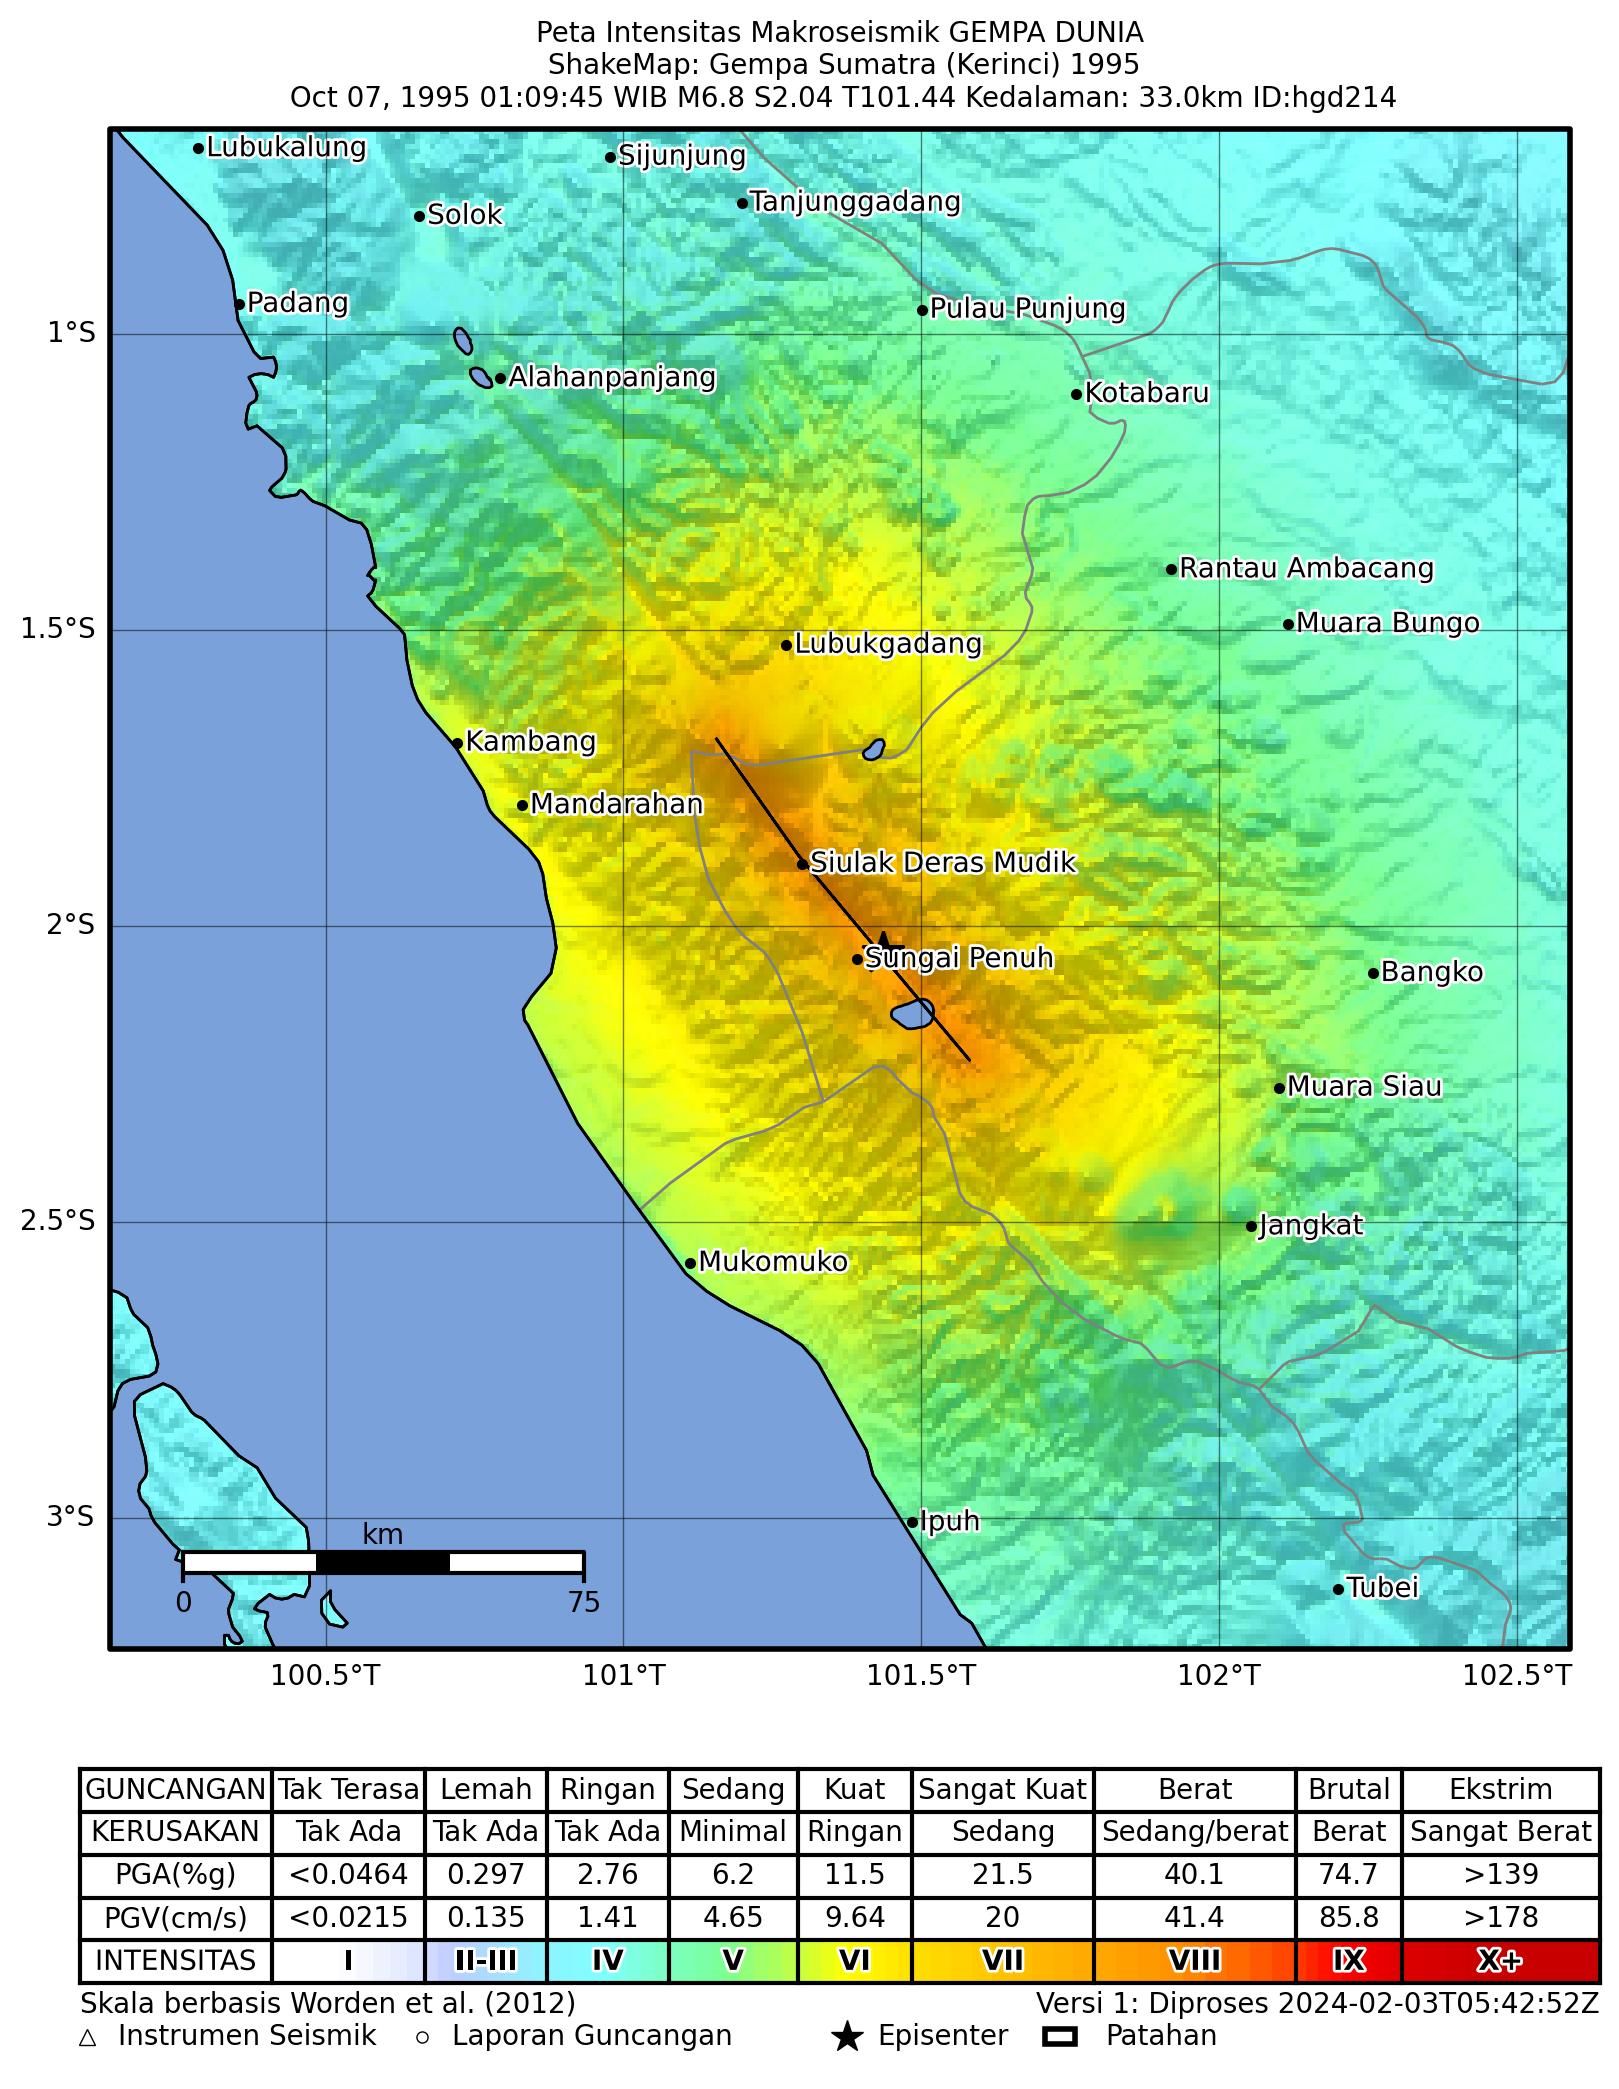 Peta Intensitas Makroseismik GEMPA DUNIA
ShakeMap: Gempa Sumatra (Kerinci) 1995
Oct 07, 1995 01:09:45 WIB M6.8 S2.04 T101.44 Kedalaman: 33.0km ID:hgd214
Lubukalung
Sijunjung
Tanjunggadang
Solok
Padang
Pulau Punjung
1°S
Alahanpanjang
Kotabaru
Rantau Ambacang
Muara Bungo
1.5°S
Lubukgadang
Kambang
Mandarahan
Siulak Deras Mudik
2°S
Sungai Penuh
Bangko
Muara Siau
2.5°S
Jangkat
Mukomuko
3°S
Ipuh
km
0 75
Tubei
100.5°T 101°T 101.5°T 102°T 102.5°T
GUNCANGAN Tak Terasa Lemah Ringan Sedang Kuat Sangat Kuat Berat Brutal Ekstrim
KERUSAKAN Tak Ada Tak Ada Tak Ada Minimal Ringan Sedang Sedang/berat Berat Sangat Berat
PGA(%g) <0.0464 0.297 2.76 6.2 11.5 21.5 40.1 74.7 >139
PGV(cm/s) <0.0215 0.135 1.41 4.65 9.64 20 41.4 85.8 >178
INTENSITAS I II-III IV V VI VII VIII IX X+
Skala berbasis Worden et al. (2012) Versi 1: Diproses 2024-02-03T05:42:52Z
Instrumen Seismik Laporan Guncangan Episenter Patahan